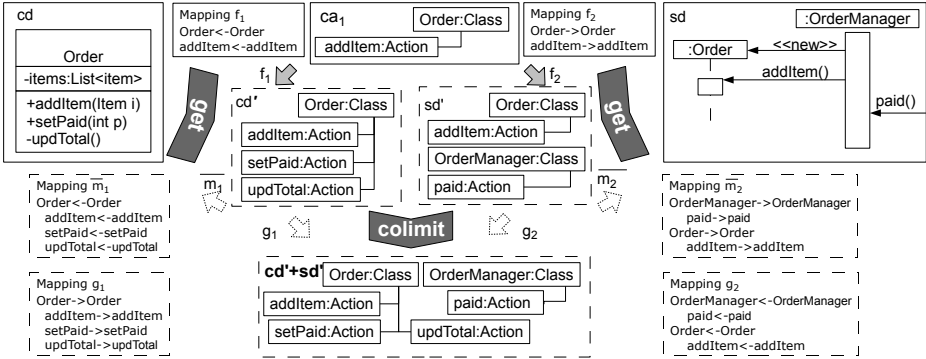 cd
Order
-items:List<item>
+addItem(Item i)
+setPaid(int p)
-updTotal()
Mapping f1
Order<-Order
addItem<-addItem
ca1
Order:Class
addItem:Action
Mapping f2
Order->Order
addItem->addItem
sd
:OrderManager
:Order
<<new>>
addItem()
paid()
f1
f2
get
get
cd'
Order:Class
addItem:Action
setPaid:Action
updTotal:Action
sd'
Order:Class
addItem:Action
OrderManager:Class
paid:Action
m1
m2
g1
colimit
g2
Mapping m1
Order<-Order
addItem<-addItem
setPaid<-setPaid
updTotal<-updTotal
Mapping m2
OrderManager->OrderManager
paid->paid
Order->Order
addItem->addItem
Mapping g1
Order->Order
addItem->addItem
setPaid->setPaid
updTotal->updTotal
cd'+sd'
Order:Class
OrderManager:Class
addItem:Action
paid:Action
setPaid:Action
updTotal:Action
Mapping g2
OrderManager<-OrderManager
paid<-paid
Order<-Order
addItem<-addItem